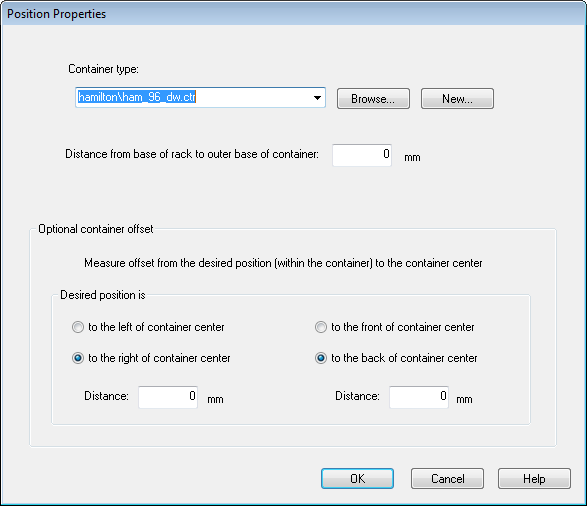 Position Properties
Container type:
hamilton\ham_96_dw.ctr
Browse...
New...
Distance from base of rack to outer base of container:
0
mm
Optional container offset
Measure offset from the desired position (within the container) to the container center
Desired position is
to the left of container center
to the front of container center
to the right of container center
to the back of container center
Distance:
0
mm
Distance:
0
mm
OK
Cancel
Help